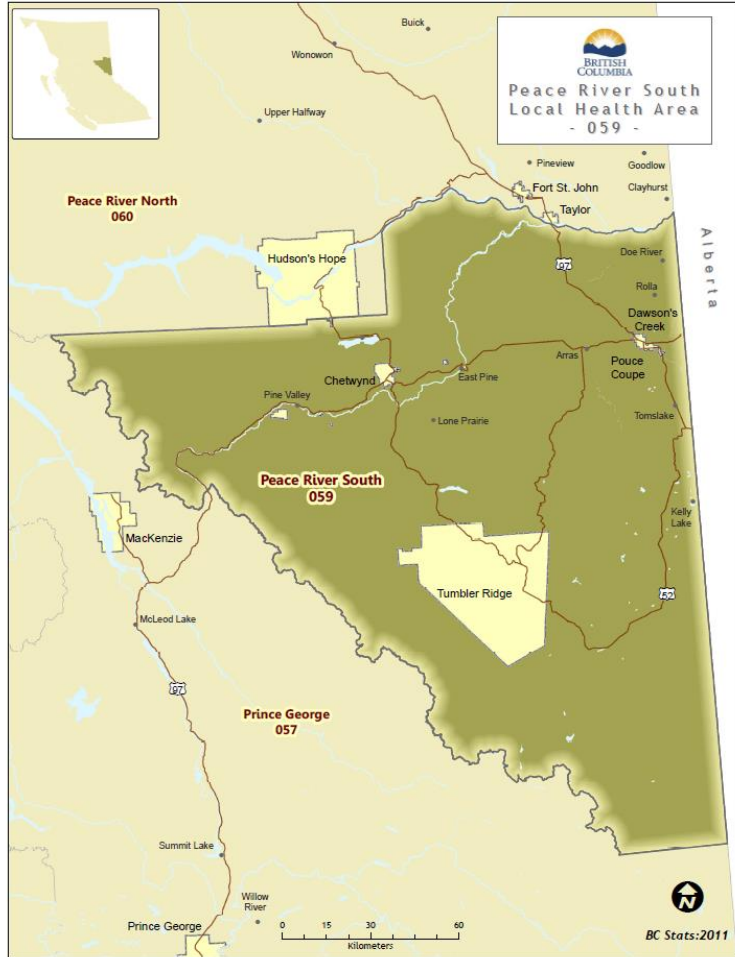 Buick
Wonowon
BRITISH
COLUMBIA
Peace River South
Local Health Area
- 059 -
Upper Halfway
Pineview
Goodlow
Fort St. John
Clayhurst
Taylor
Peace River North
060
Alberta
97
Hudson's Hope
Doe River
Rolla
Dawson's
Creek
Arras
Pouce
Coupe
Chetwynd
East Pine
Pine Valley
Tomslake
Lone Prairie
Peace River South
059
Kelly
Lake
MacKenzie
Tumbler Ridge
52
McLeod Lake
97
Prince George
057
Summit Lake
Willow
River
Prince George
0 15 30 60
Kilometers
N
BC Stats:2011